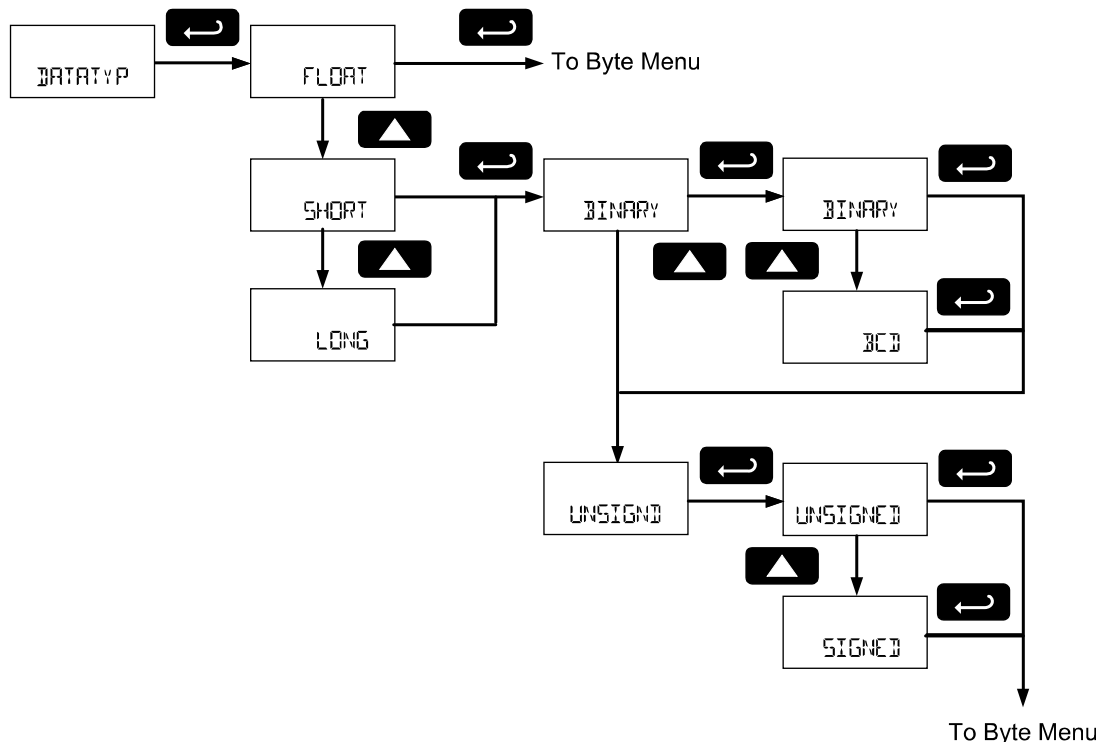 DATATYP
FLOAT
To Byte Menu
SHORT
BINARY
BINARY
LONG
BCD
UNSIGND
UNSIGNED
SIGNED
To Byte Menu